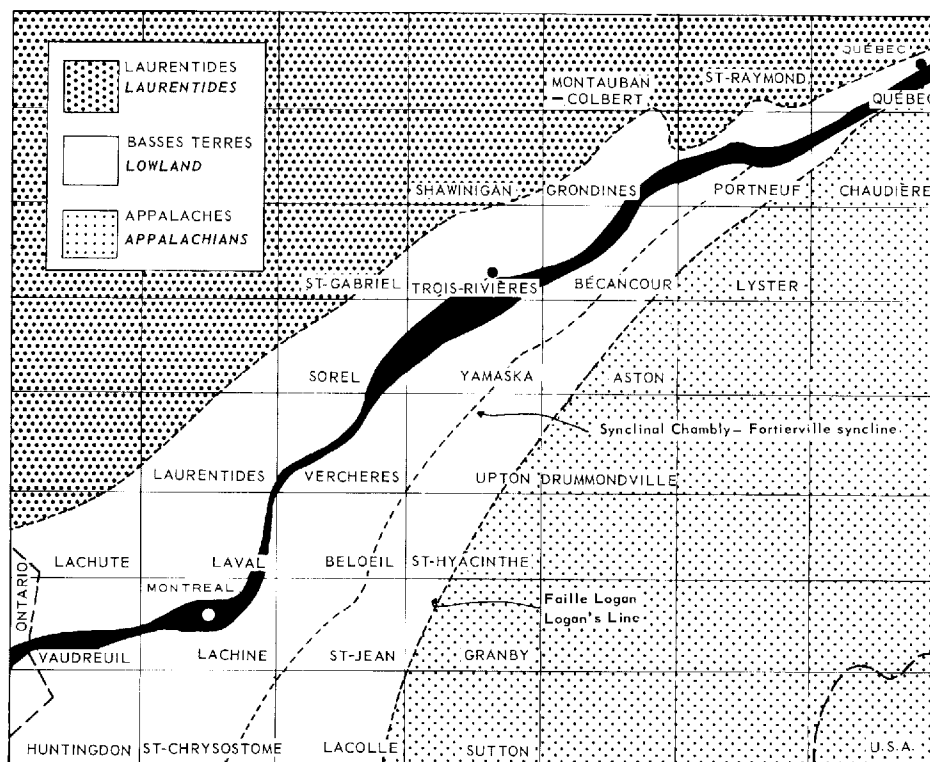 LAURENTIDES
LAURENTIDES
BASSES TERRES
LOWLAND
APPALACHES
APPALACHIANS
QUÉBEC
MONTAUBAN
—COLBERT
ST-RAYMOND
QUÉBEC
SHAWINIGAN
GRONDINES
PORTNEUF
CHAUDIÈRE
ST-GABRIEL
TROIS-RIVIÈRES
BÉCANCOUR
LYSTER
SOREL
YAMASKA
ASTON
Synclinal Chambly—Fortierville syncline
LAURENTIDES
VERCHERES
UPTON
DRUMMONDVILLE
ONTARIO
LACHUTE
LAVAL
BELOEIL
ST-HYACINTHE
MONTREAL
Faille Logan
Logan's Line
VAUDREUIL
LACHINE
ST-JEAN
GRANBY
HUNTINGDON
ST-CHRYSOSTOME
LACOLLE
SUTTON
U.S.A.